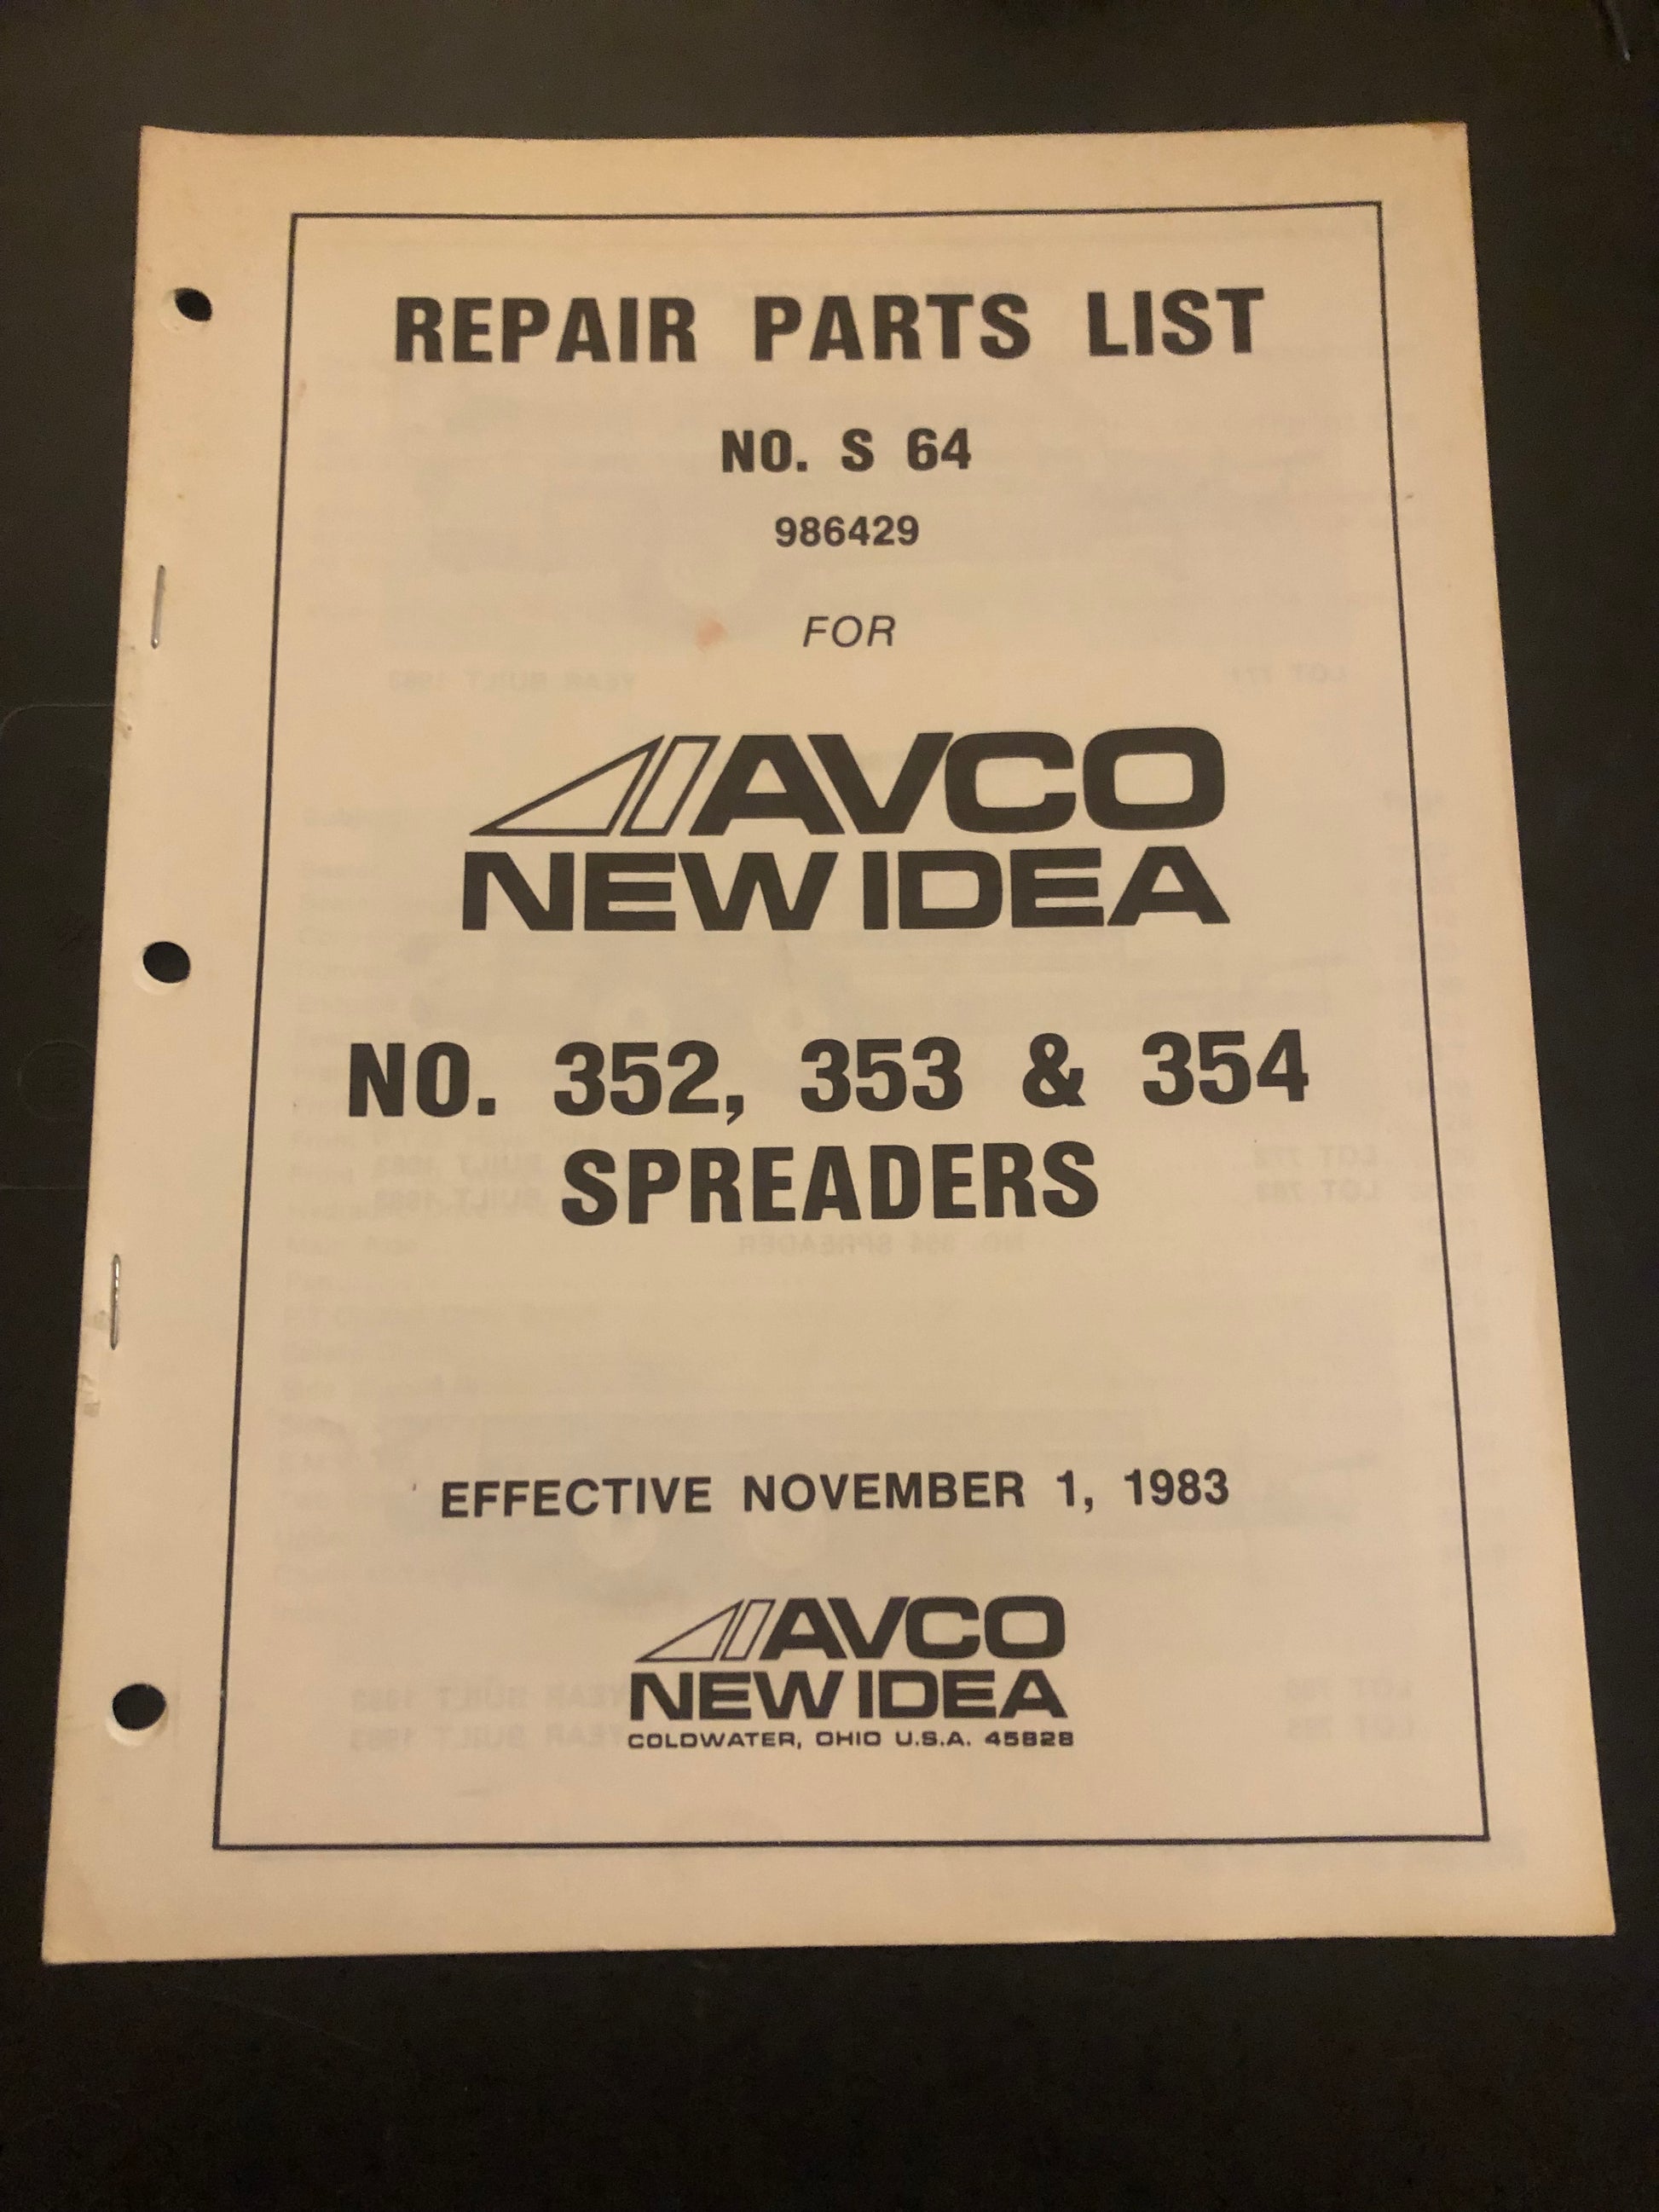 REPAIR PARTS LIST
NO. S 64
986429
FOR
AVCO
NEW IDEA
NO. 352, 353 & 354
SPREADERS
EFFECTIVE NOVEMBER 1, 1983
AVCO
NEW IDEA
COLDWATER, OHIO U.S.A. 45828